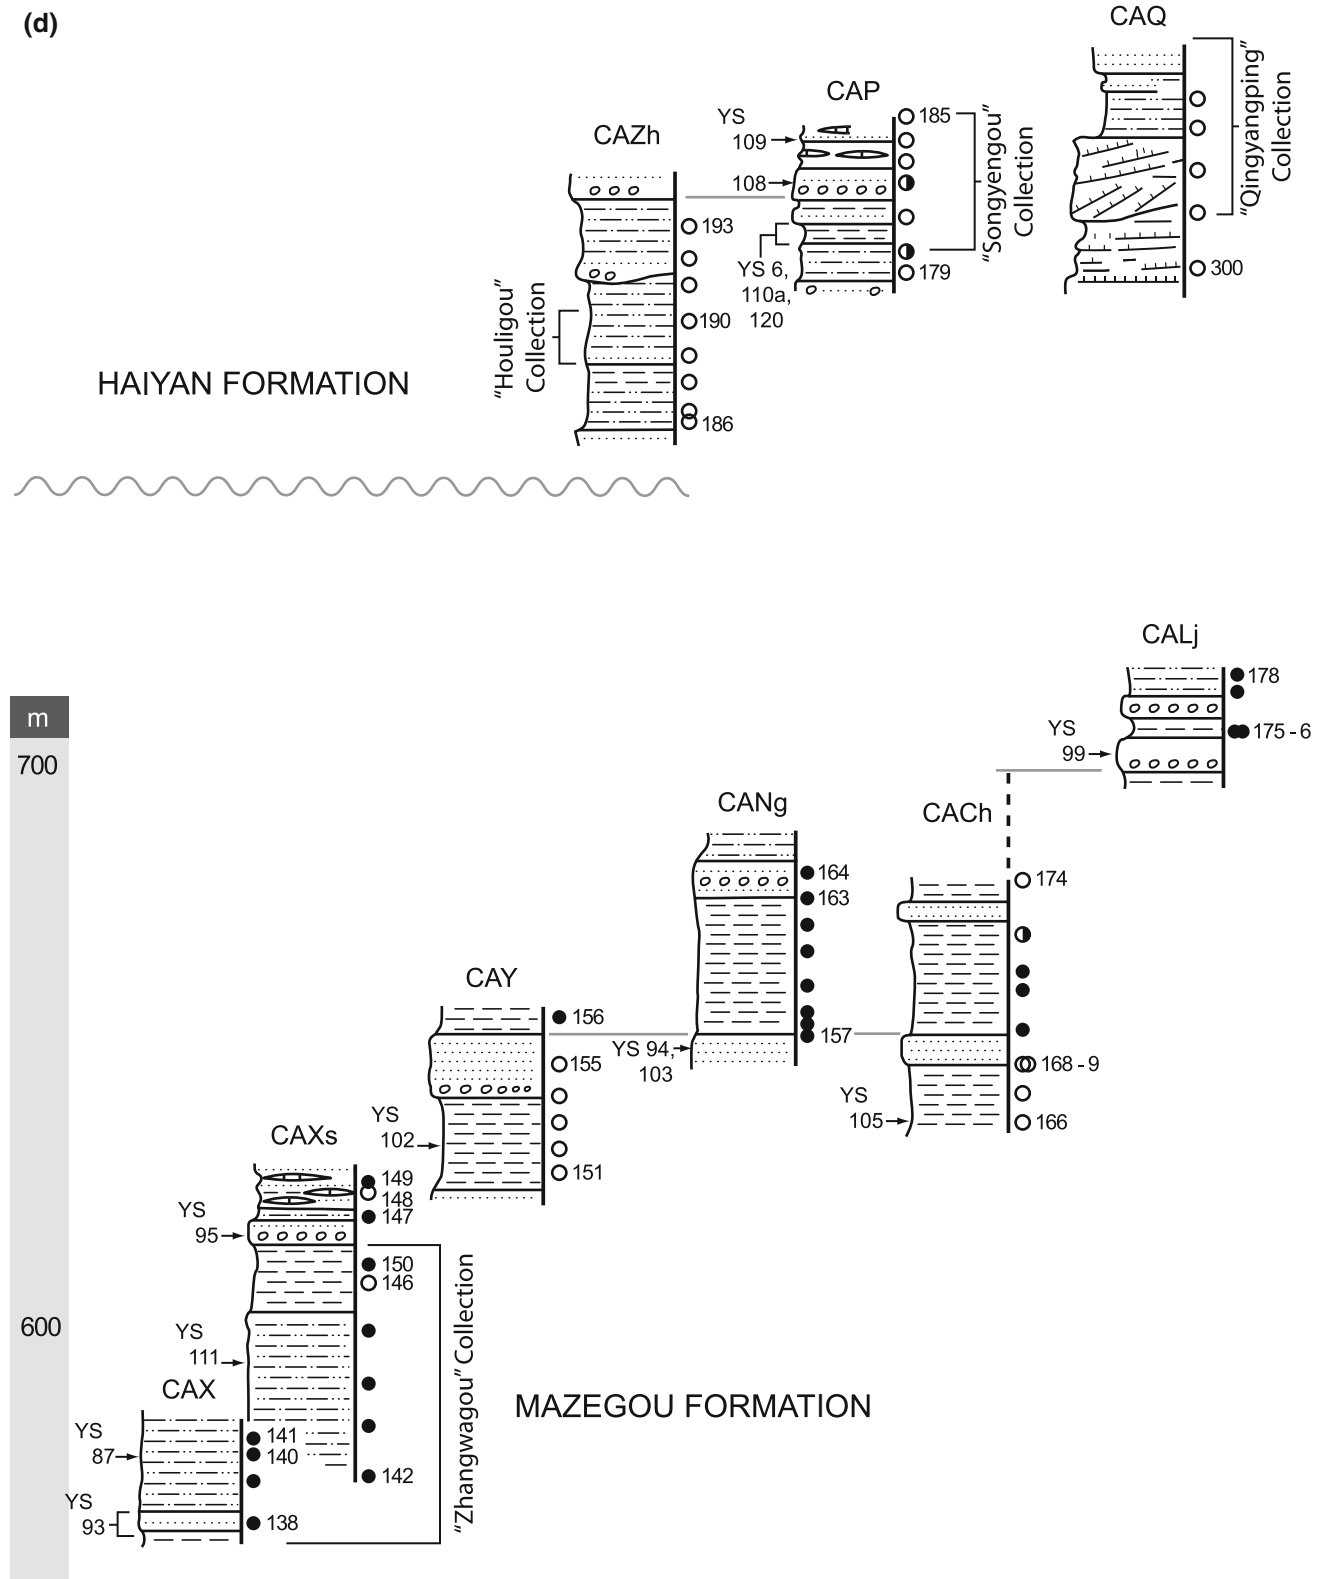 (d)
CAQ
"Qingyangping"
Collection
300
CAP
YS
109
108
185
"Songyengou"
Collection
YS 6,
110a,
120
179
CAZh
193
190
186
"Houligou"
Collection
HAIYAN FORMATION
CALj
178
YS
99
175 - 6
m
700
600
CANg
164
163
157
YS 94,
103
CACh
174
168 - 9
YS
105
166
CAY
156
155
YS
102
151
CAXs
149
148
147
YS
95
150
146
YS
111
142
"Zhangwagou" Collection
CAX
YS
87
141
140
YS
93
138
MAZEGOU FORMATION